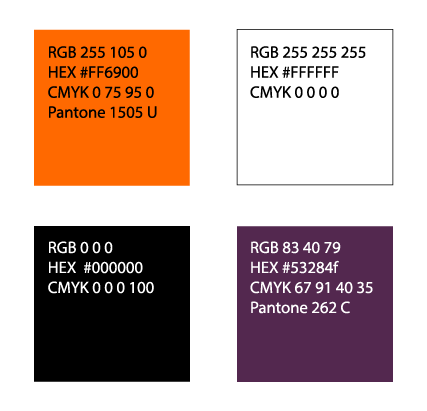 RGB 255 105 0
HEX #FF6900
CMYK 0 75 95 0
Pantone 1505 U
RGB 255 255 255
HEX #FFFFFF
CMYK 0 0 0 0
RGB 0 0 0
HEX  #000000
CMYK 0 0 0 100
RGB 83 40 79
HEX #53284f
CMYK 67 91 40 35
Pantone 262 C